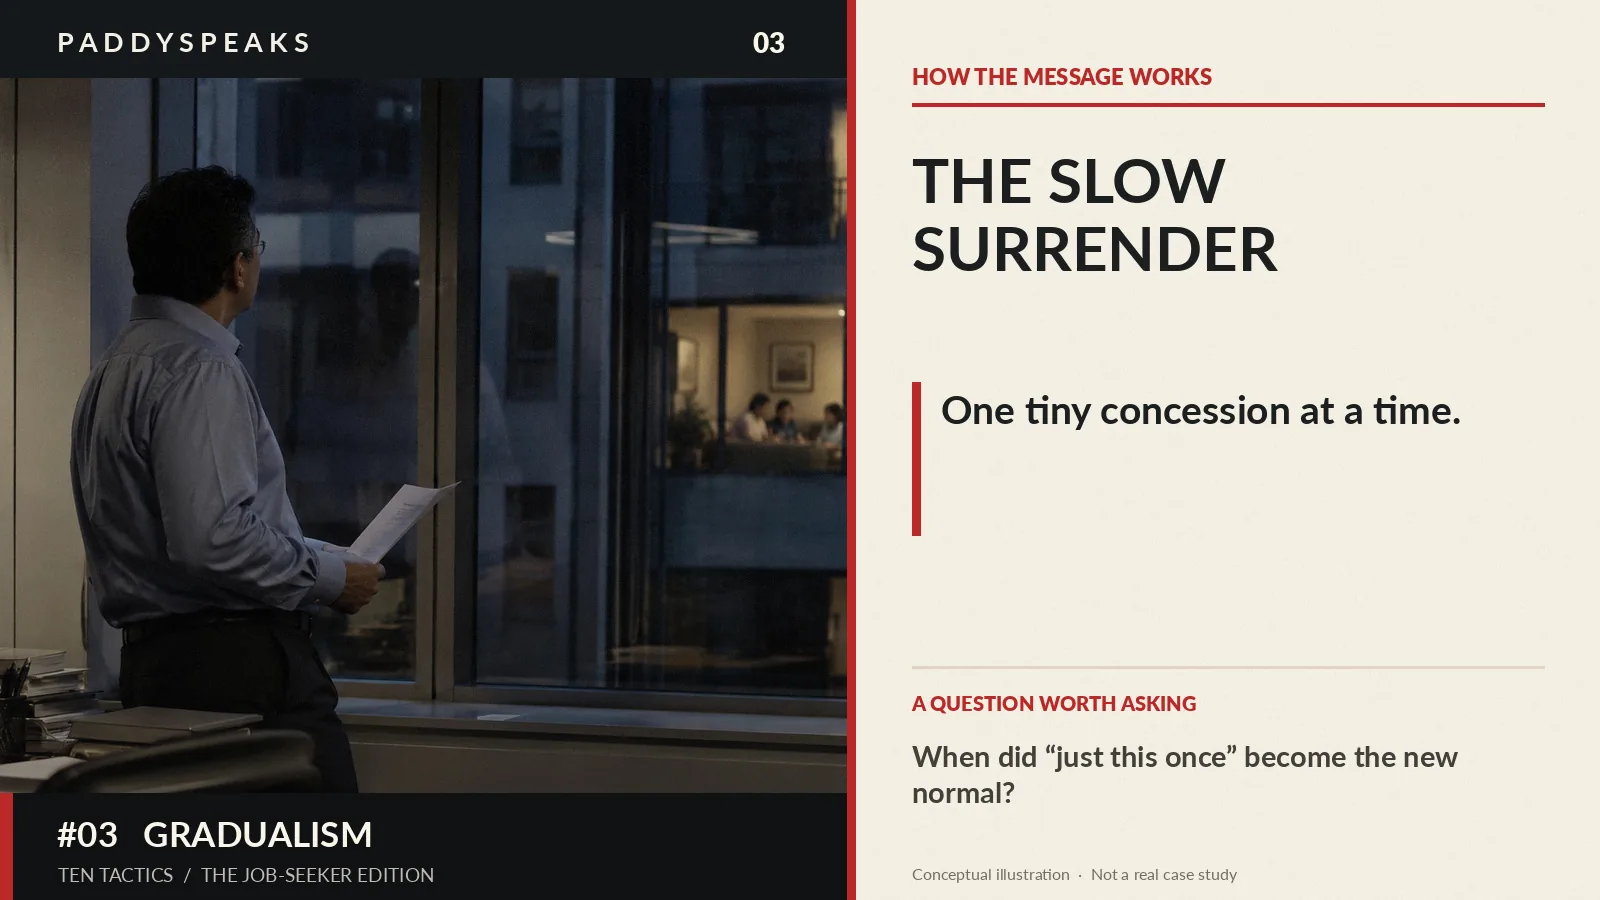 PADDYSPEAKS
03
HOW THE MESSAGE WORKS
THE SLOW
SURRENDER
One tiny concession at a time.
A QUESTION WORTH ASKING
When did “just this once” become the new
normal?
#03 GRADUALISM
TEN TACTICS / THE JOB-SEEKER EDITION
Conceptual illustration · Not a real case study